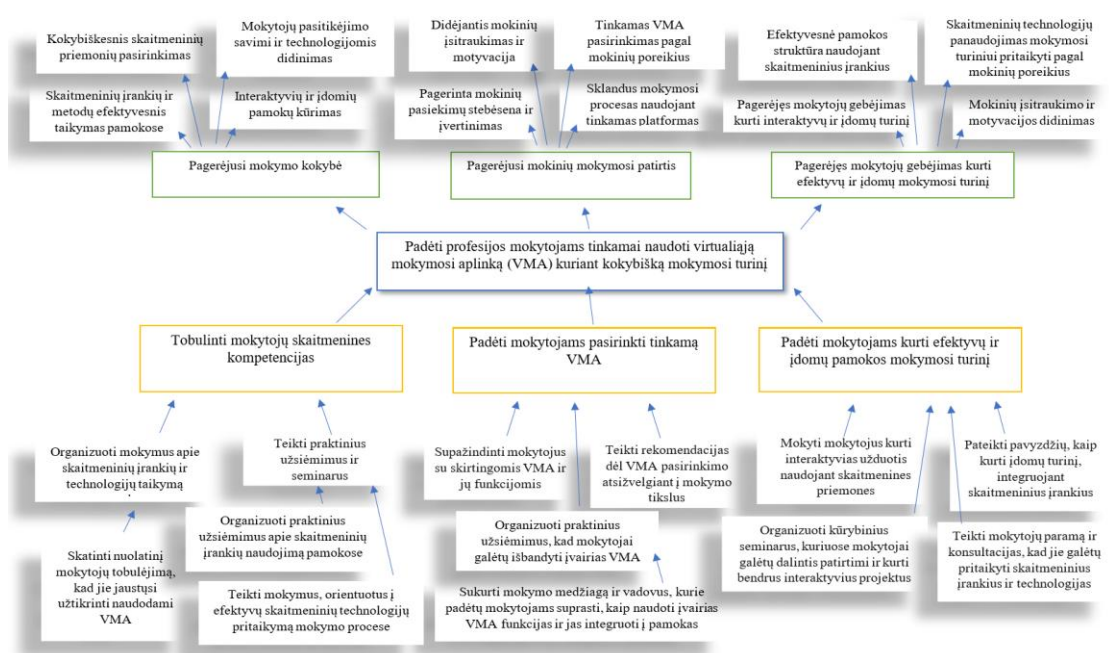 Kokybiškesnis skaitmeninių
priemonių pasirinkimas
Mokytojų pasitikėjimo
savimi ir technologijomis
didinimas
Skaitmeninių įrankių ir
metodų efektyvesnis
taikymas pamokose
Interaktyvių ir įdomių
pamokų kūrimas
Didėjantis mokinių
įsitraukimas ir
motyvacija
Tinkamas VMA
pasirinkimas pagal
mokinių poreikius
Pagerinta mokinių
pasiekimų stebėsena ir
įvertinimas
Sklandus mokymosi
procesas naudojant
tinkamas platformas
Efektyvesnė pamokos
struktūra naudojant
skaitmeninius įrankius
Skaitmeninių technologijų
panaudojimas mokymosi
turiniui pritaikyti pagal
mokinių poreikius
Pagerėjęs mokytojų gebėjimas
kurti interaktyvų ir įdomų turinį
Mokinių įsitraukimo ir
motyvacijos didinimas
Pagerėjusi mokymo kokybė
Pagerėjusi mokinių mokymosi patirtis
Pagerėjęs mokytojų gebėjimas kurti
efektyvų ir įdomų mokymosi turinį
Padėti profesijos mokytojams tinkamai naudoti virtualiąją
mokymosi aplinką (VMA) kuriant kokybišką mokymosi turinį
Tobulinti mokytojų skaitmenines
kompetencijas
Padėti mokytojams pasirinkti tinkamą
VMA
Padėti mokytojams kurti efektyvų ir
įdomų pamokos mokymosi turinį
Organizuoti mokymus apie
skaitmeninių įrankių ir
technologijų taikymą
Teikti praktinius
užsiėmimus ir
seminarus
Organizuoti praktinius
užsiėmimus apie skaitmeninių
įrankių naudojimą pamokose
Skatinti nuolatinį
mokytojų tobulėjimą,
kad jie jaustųsi
užtikrinti naudodami
VMA
Teikti mokymus, orientuotus į
efektyvų skaitmeninių technologijų
pritaikymą mokymo procese
Supažindinti mokytojus
su skirtingomis VMA ir
jų funkcijomis
Teikti rekomendacijas
dėl VMA pasirinkimo
atsižvelgiant į mokymo
tikslus
Organizuoti praktinius
užsiėmimus, kad mokytojai
galėtų išbandyti įvairias VMA
Sukurti mokymo medžiagą ir vadovus, kurie
padėtų mokytojams suprasti, kaip naudoti įvairias
VMA funkcijas ir jas integruoti į pamokas
Mokyti mokytojus kurti
interaktyvias užduotis
naudojant skaitmenines
priemones
Pateikti pavyzdžių, kaip
kurti įdomų turinį,
integruojant
skaitmeninius įrankius
Organizuoti kūrybinius
seminarus, kuriuose mokytojai
galėtų dalintis patirtimi ir kurti
bendrus interaktyvius projektus
Teikti mokytojų paramą ir
konsultacijas, kad jie galėtų
pritaikyti skaitmeninius
įrankius ir technologijas